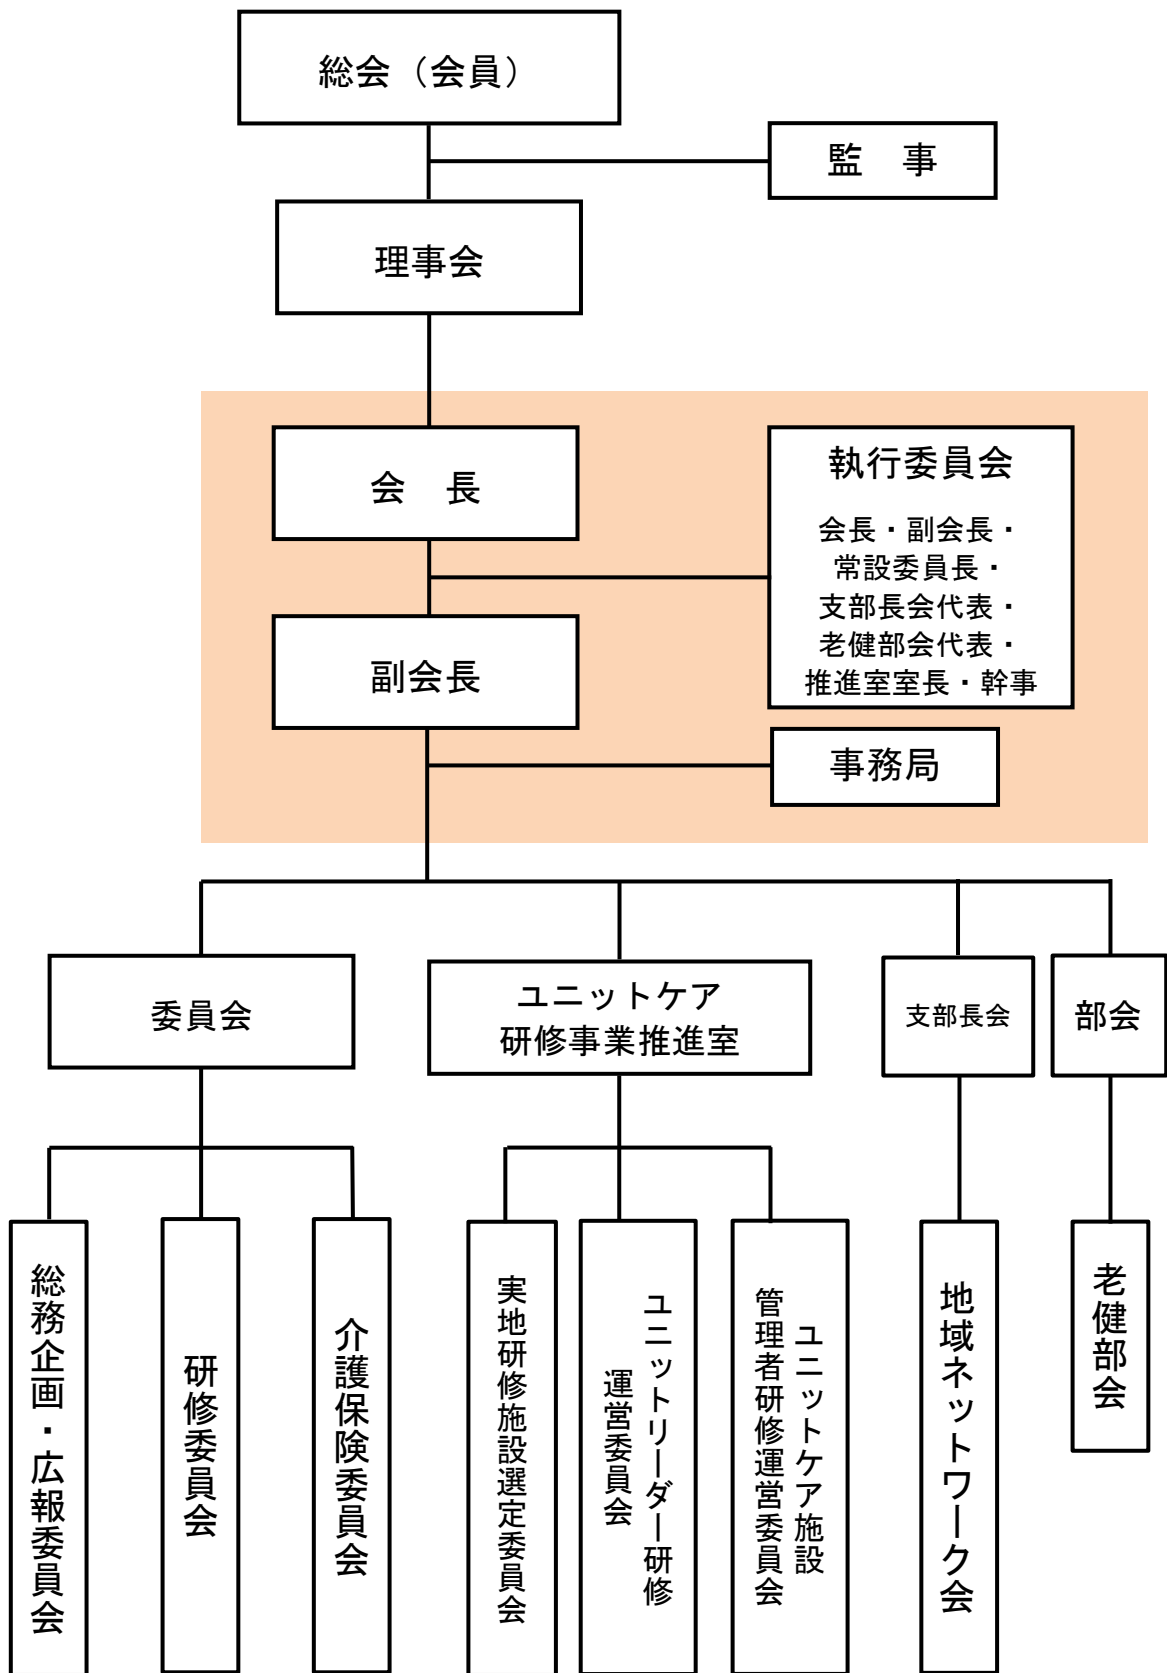 総会（会員）
監　事
理事会
会　長
執行委員会
会長・副会長・
常設委員長・
支部長会代表・
老健部会代表・
推進室室長・幹事
副会長
事務局
委員会
ユニットケア
研修事業推進室
支部長会
部会
総務企画・広報委員会
研修委員会
介護保険委員会
実地研修施設選定委員会
ユニットリーダー研修
運営委員会
ユニットケア施設
管理者研修運営委員会
地域ネットワーク会
老健部会